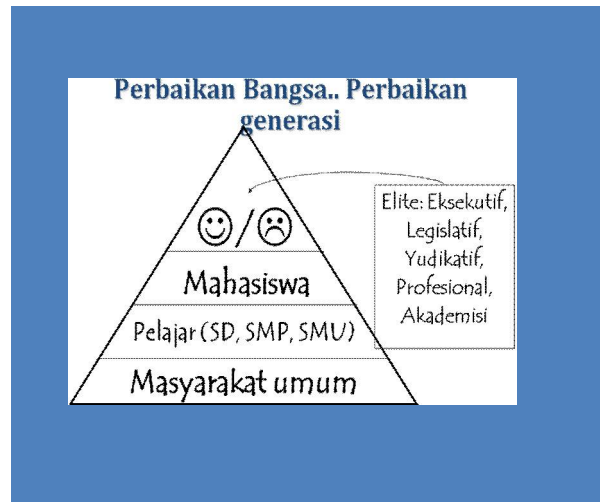 Perbaikan Bangsa.. Perbaikan
generasi
Elite: Eksekutif,
Legislatif,
Yudikatif,
Profesional,
Akademisi
/
Mahasiswa
Pelajar (SD, SMP, SMU)
Masyarakat umum